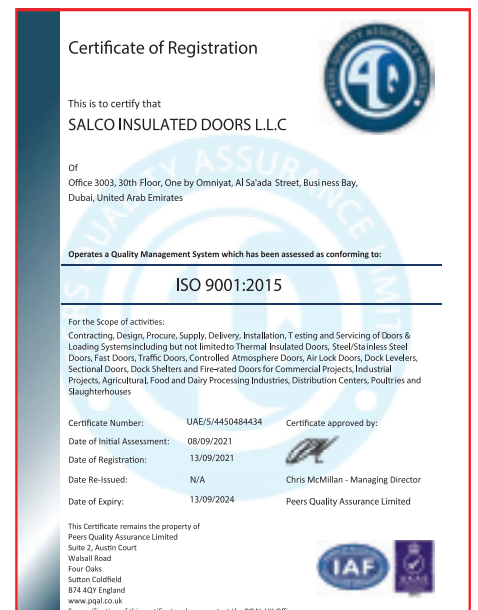 Certificate of Registration
This is to certify that
SALCO INSULATED DOORS L.L.C
Of
Office 3003, 30th Floor, One by Omniyat, Al Sa'ada Street, Business Bay,
Dubai, United Arab Emirates
Operates a Quality Management System which has been assessed as conforming to:
ISO 9001:2015
For the Scope of activities:
Contracting, Design, Procure, Supply, Delivery, Installation, T esting and Servicing of Doors &
Loading Systemsincluding but not limitedto Thermal Insulated Doors, Steel/Stainless Steel
Doors, Fast Doors, Traffic Doors, Controlled Atmosphere Doors, Air Lock Doors, Dock Levelers,
Sectional Doors, Dock Shelters and Fire-rated Doors for Commercial Projects, Industrial
Projects, Agricultural, Food and Dairy Processing Industries, Distribution Centers, Poultries and
Slaughterhouses
Certificate Number: UAE/5/4450484434 Certificate approved by:
Date of Initial Assessment: 08/09/2021
Date of Registration: 13/09/2021
Date Re-Issued: N/A Chris McMillan - Managing Director
Date of Expiry: 13/09/2024 Peers Quality Assurance Limited
This Certificate remains the property of
Peers Quality Assurance Limited
Suite 2, Austin Court
Walsall Road
Four Oaks
Sutton Coldfield
B74 4QY England
www.pqal.co.uk
PEERS QUALITY ASSURANCE LIMITED
IAF